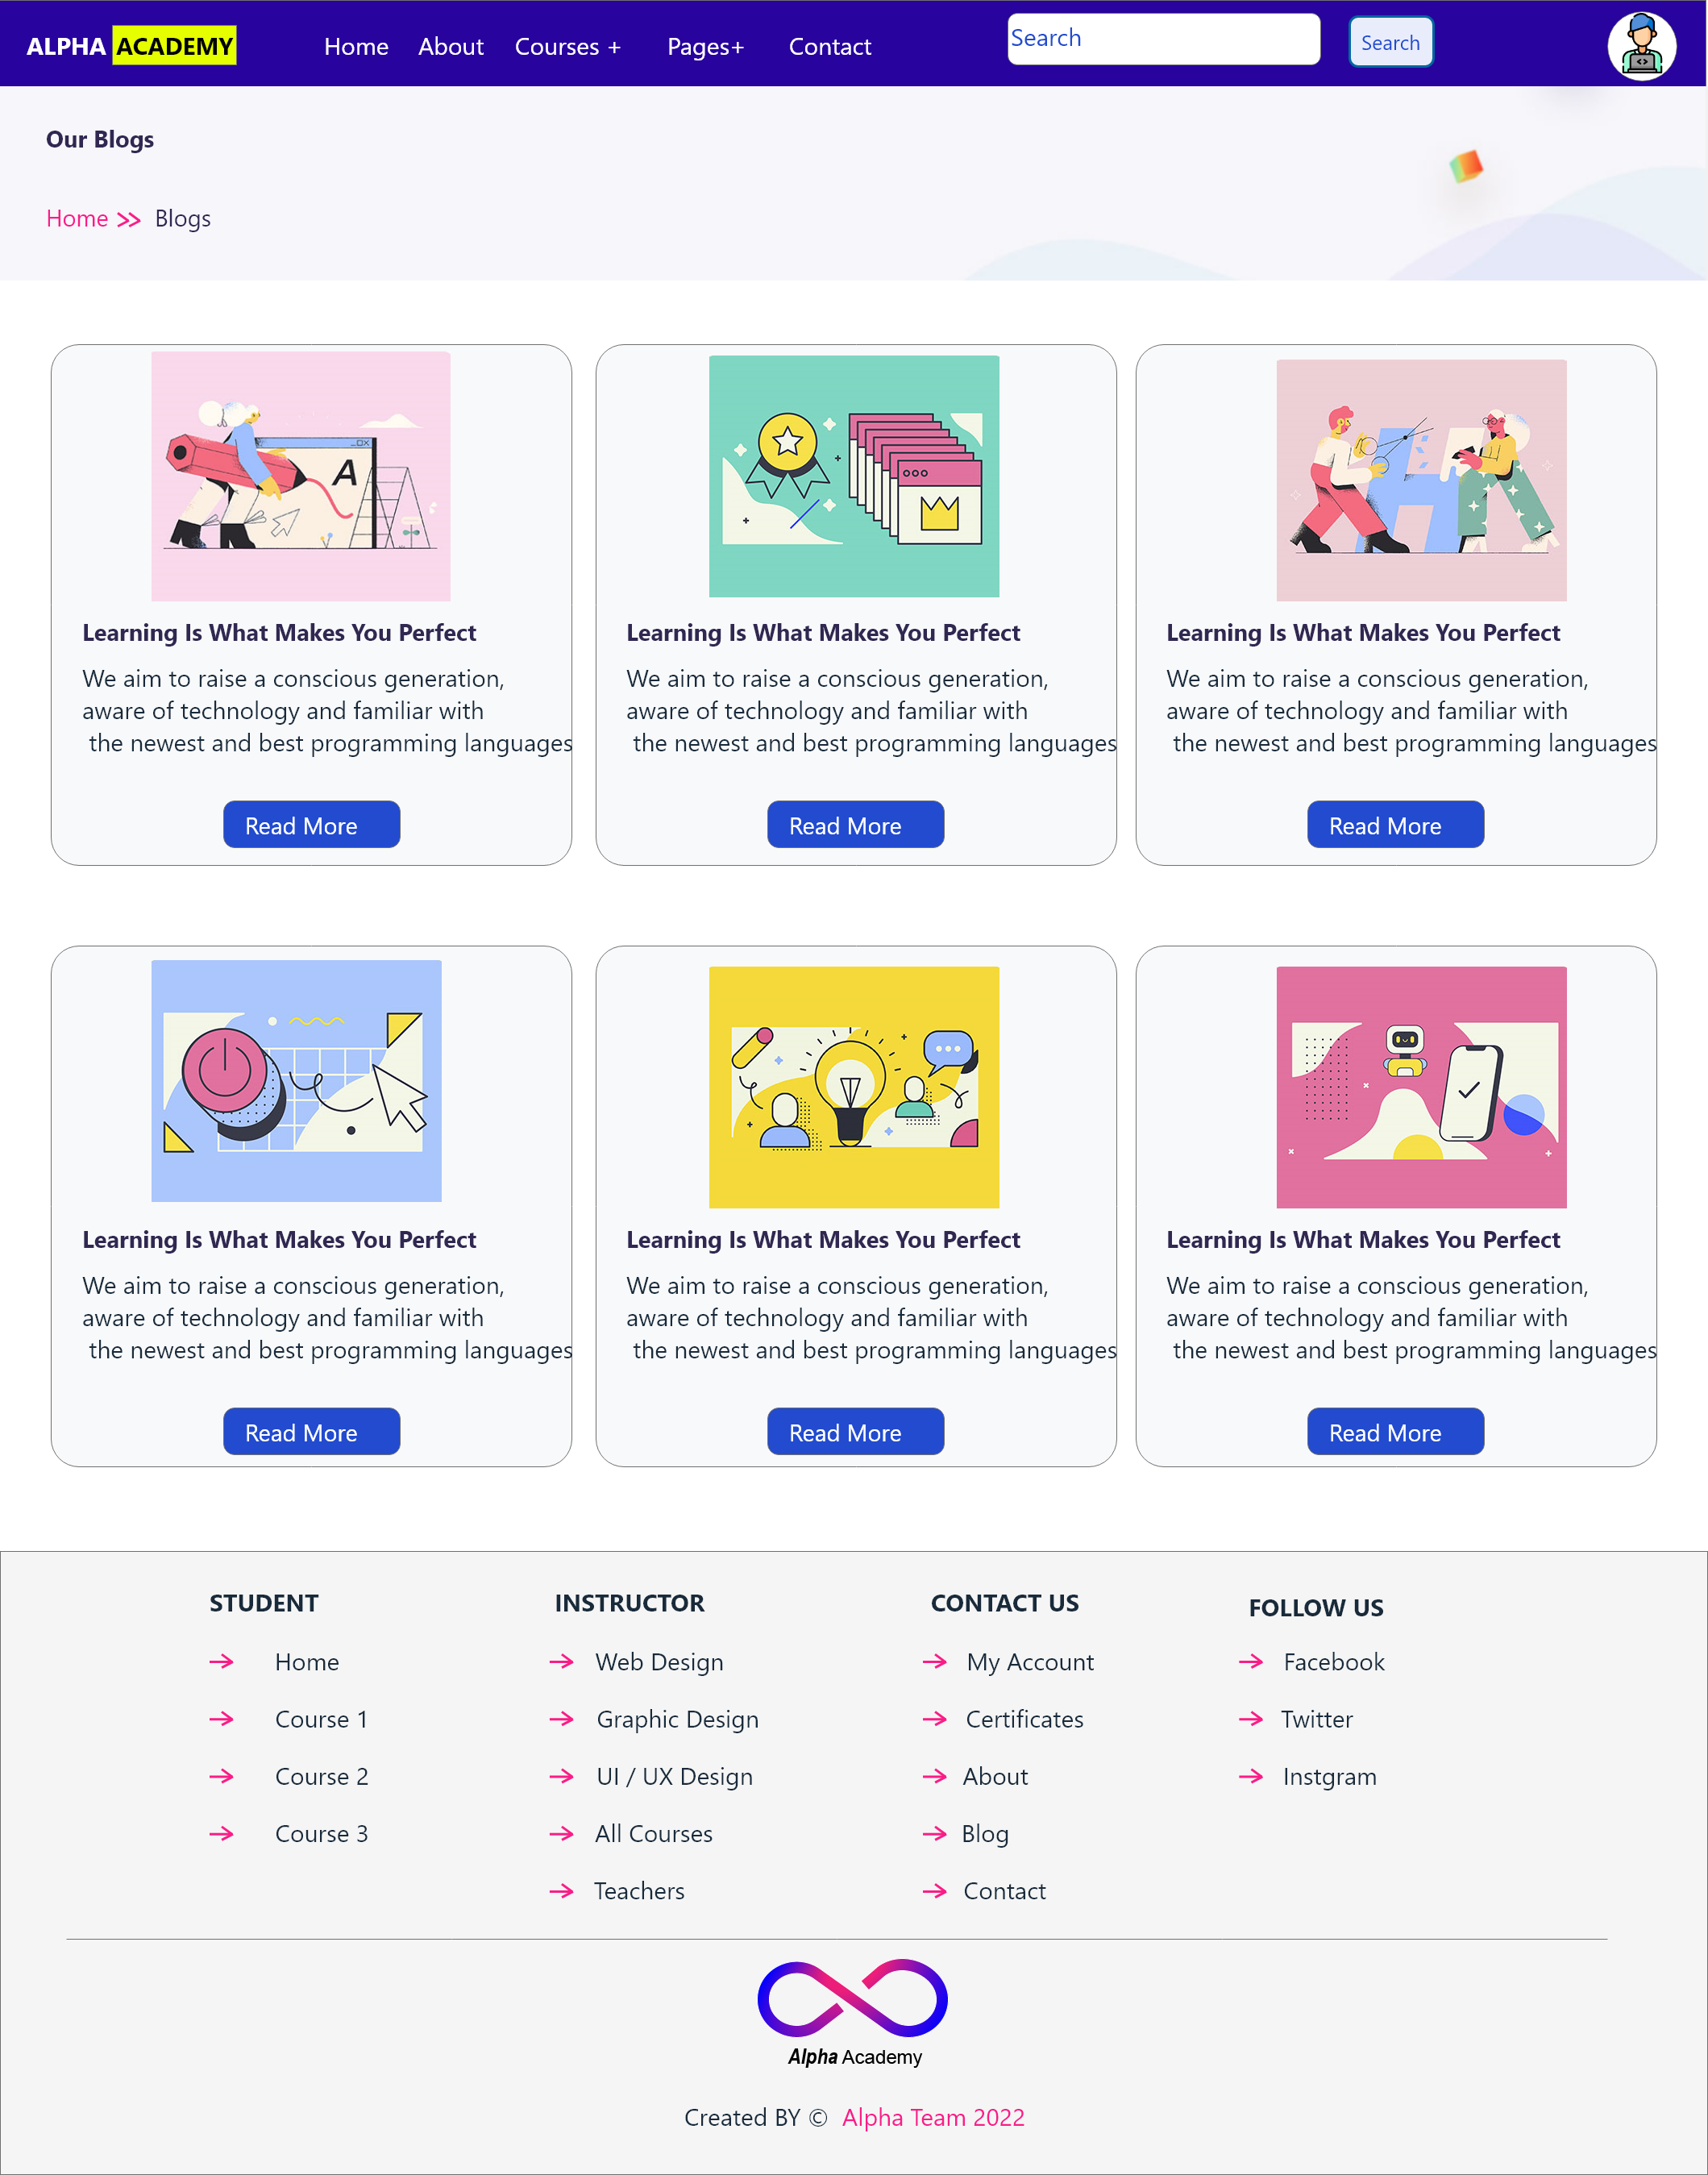 ALPHA ACADEMY Home About Courses + Pages+ Contact Search Search
Our Blogs
Home >> Blogs
A
Learning Is What Makes You Perfect
We aim to raise a conscious generation,
aware of technology and familiar with
the newest and best programming languages
Read More
Learning Is What Makes You Perfect
We aim to raise a conscious generation,
aware of technology and familiar with
the newest and best programming languages
Read More
Learning Is What Makes You Perfect
We aim to raise a conscious generation,
aware of technology and familiar with
the newest and best programming languages
Read More
Learning Is What Makes You Perfect
We aim to raise a conscious generation,
aware of technology and familiar with
the newest and best programming languages
Read More
Learning Is What Makes You Perfect
We aim to raise a conscious generation,
aware of technology and familiar with
the newest and best programming languages
Read More
Learning Is What Makes You Perfect
We aim to raise a conscious generation,
aware of technology and familiar with
the newest and best programming languages
Read More
STUDENT
Home
Course 1
Course 2
Course 3
INSTRUCTOR
Web Design
Graphic Design
UI / UX Design
All Courses
Teachers
CONTACT US
My Account
Certificates
About
Blog
Contact
FOLLOW US
Facebook
Twitter
Instgram
Alpha Academy
Created BY © Alpha Team 2022